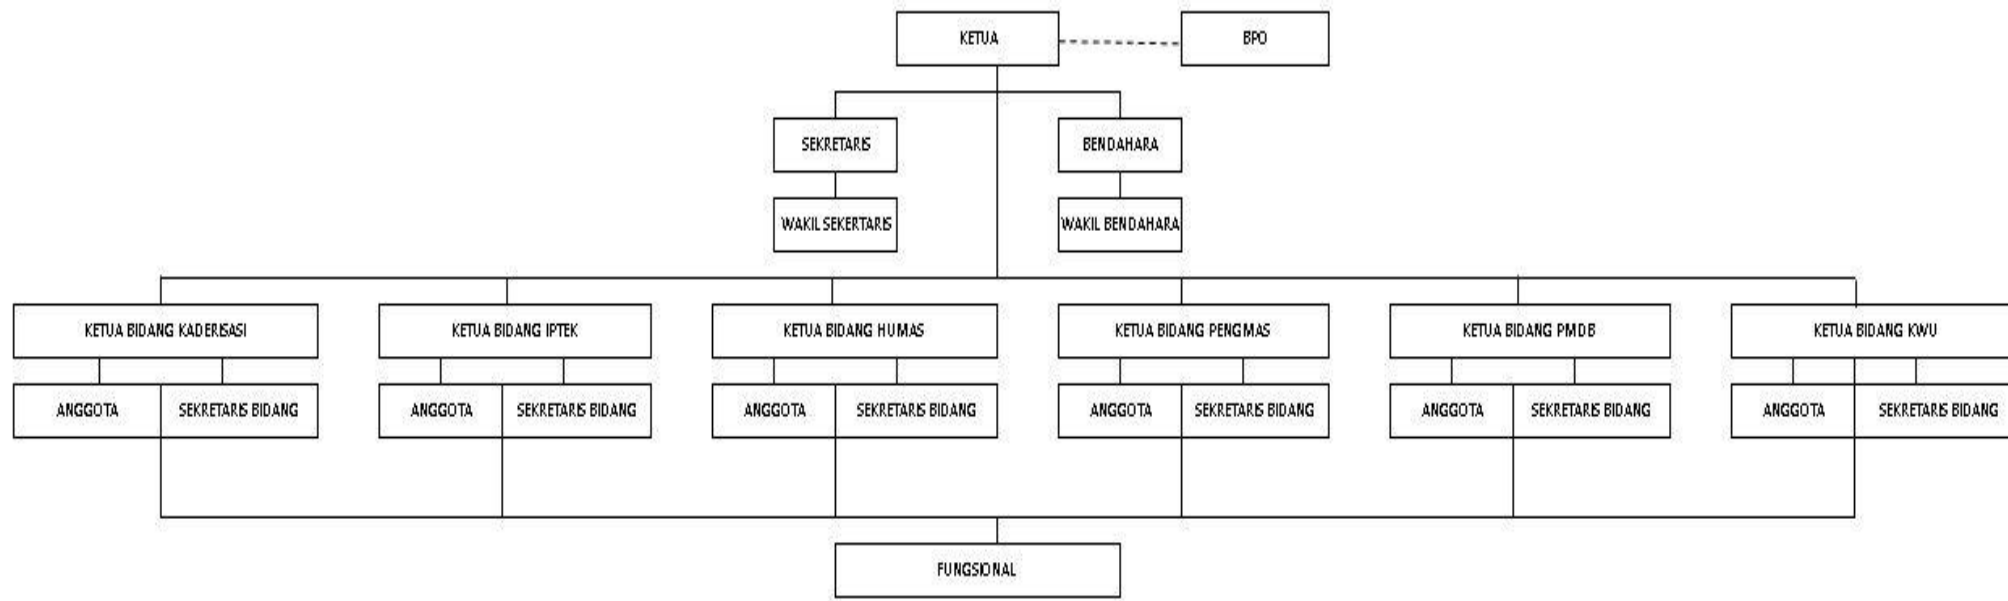 KETUA
BPO
SEKRETARIS
BENDAHARA
WAKIL SEKERTARIS
WAKIL BENDAHARA
KETUA BIDANG KADERISASI
KETUA BIDANG IPTEK
KETUA BIDANG HUMAS
KETUA BIDANG PENGMAS
KETUA BIDANG PMDB
KETUA BIDANG KWU
ANGGOTA
SEKRETARIS BIDANG
ANGGOTA
SEKRETARIS BIDANG
ANGGOTA
SEKRETARIS BIDANG
ANGGOTA
SEKRETARIS BIDANG
ANGGOTA
SEKRETARIS BIDANG
ANGGOTA
SEKRETARIS BIDANG
FUNGSIONAL